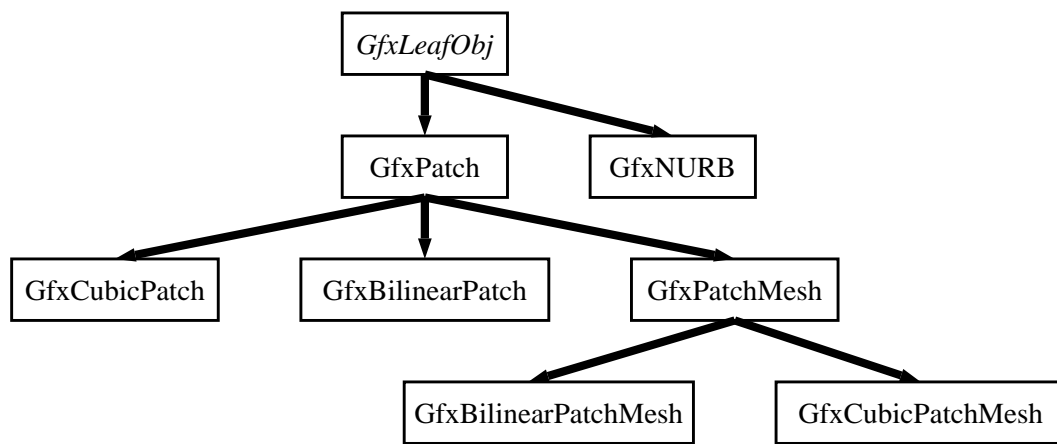 GfxLeafObj
GfxPatch
GfxNURB
GfxCubicPatch
GfxBilinearPatch
GfxPatchMesh
GfxBilinearPatchMesh
GfxCubicPatchMesh